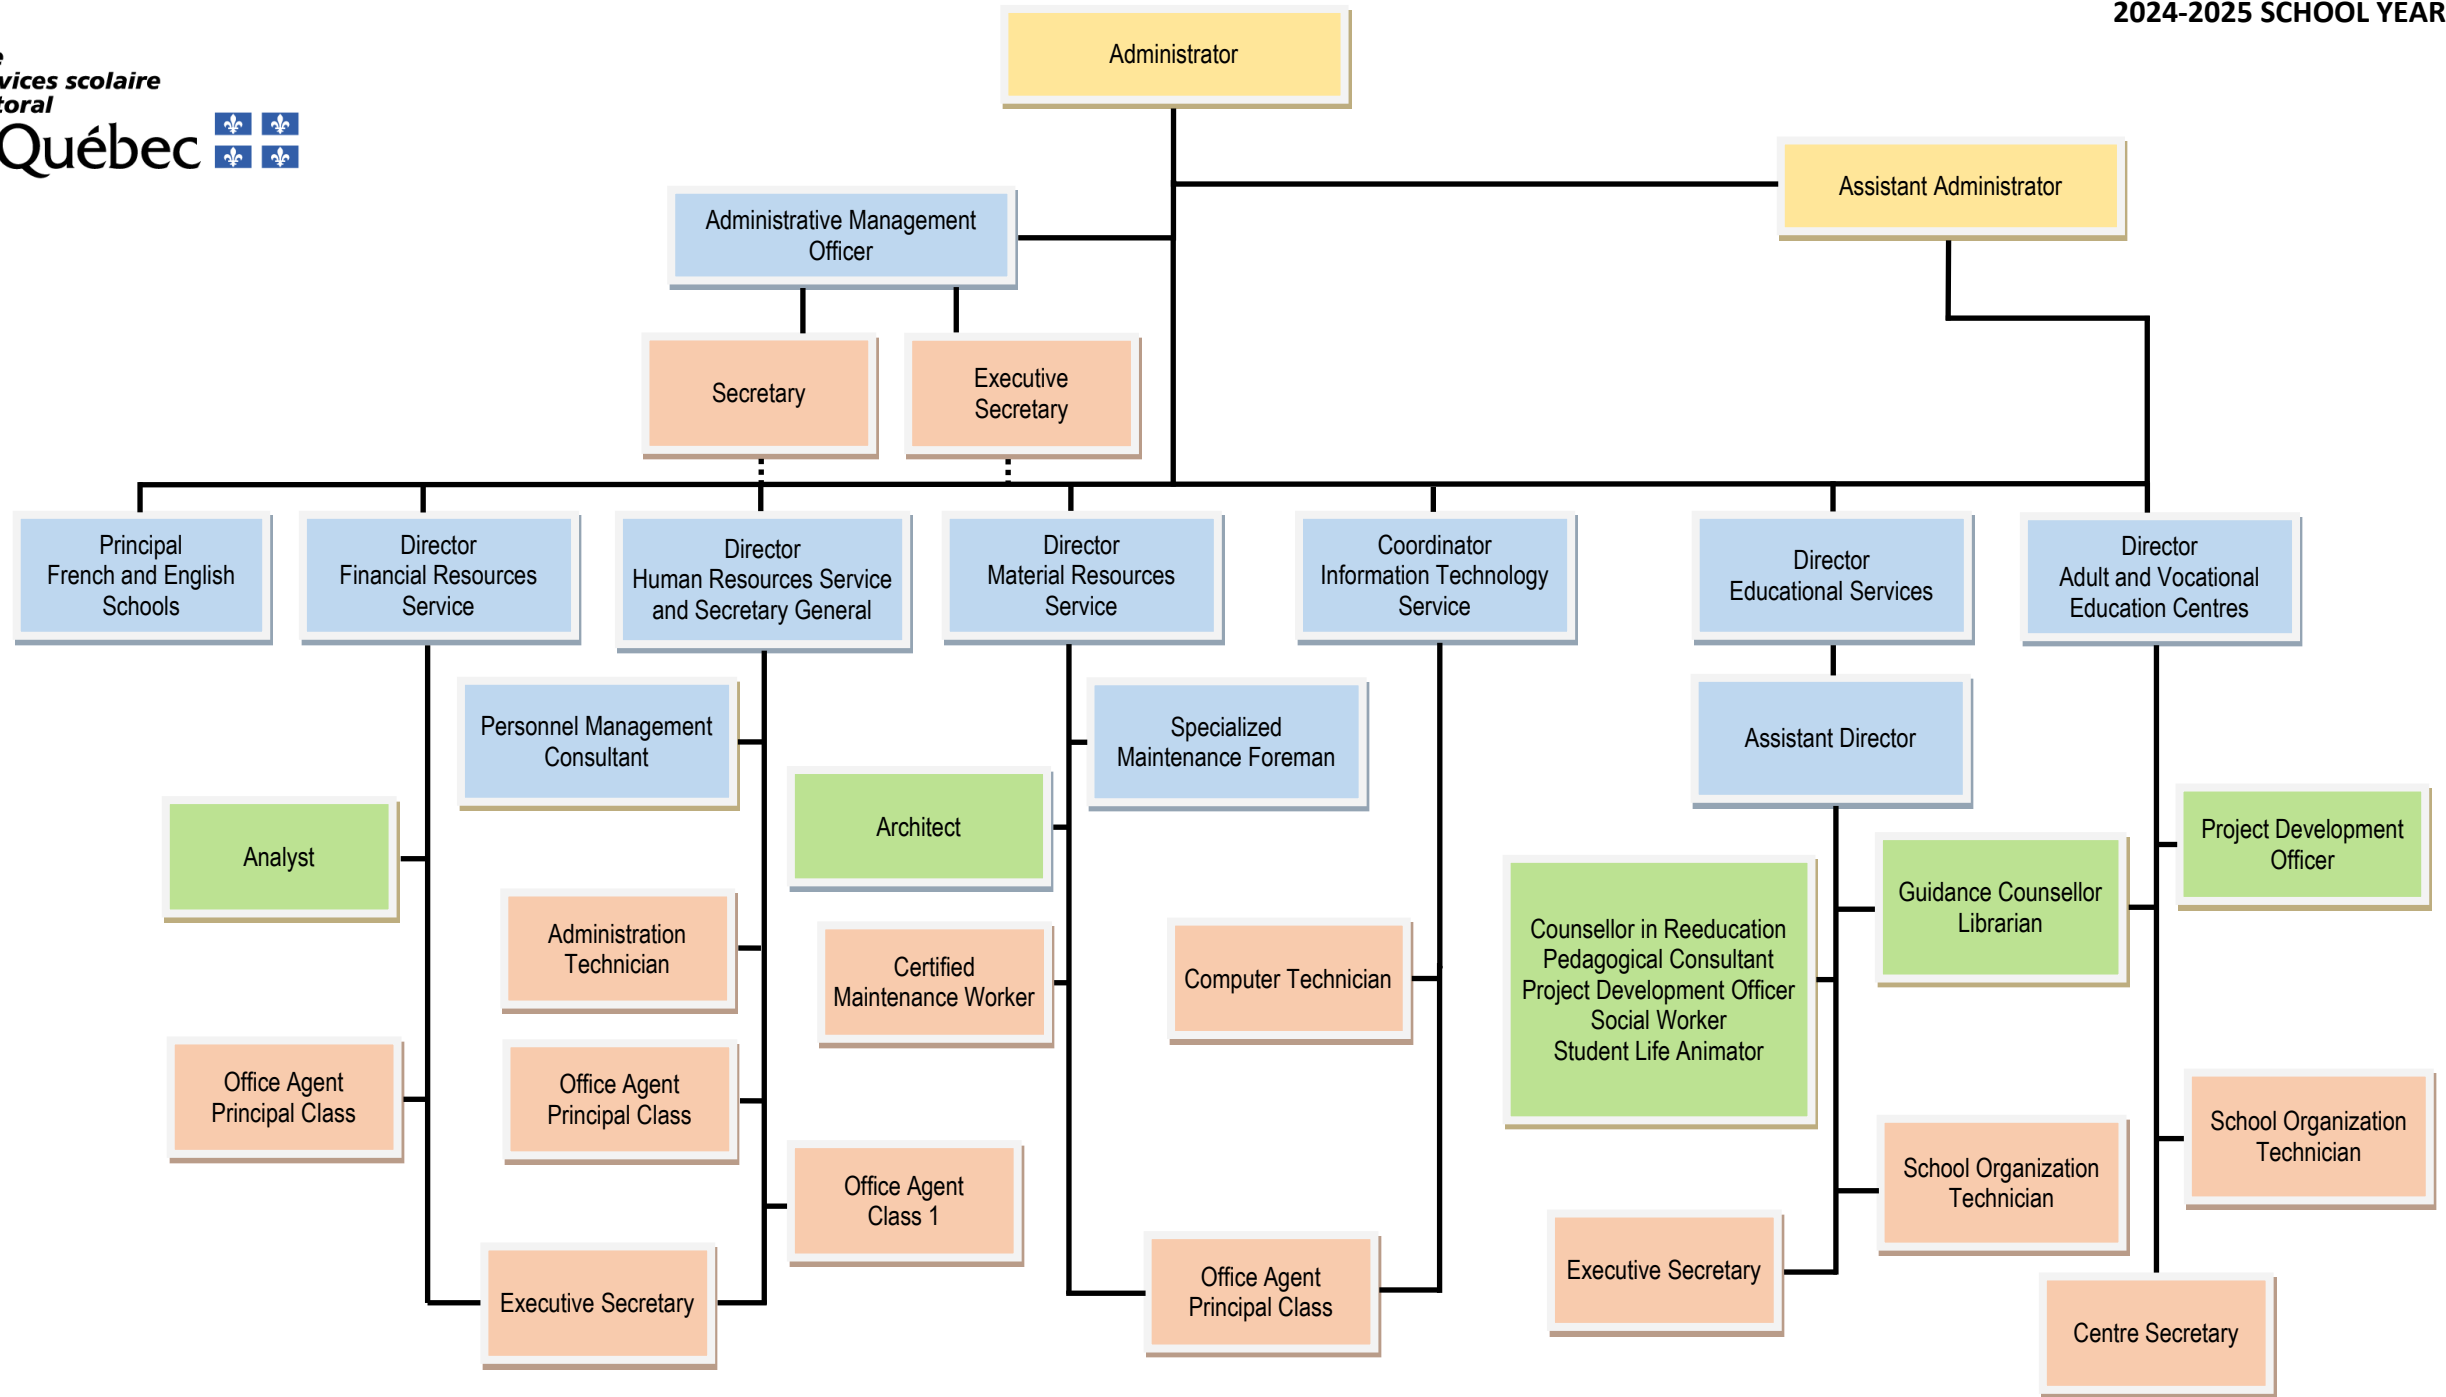 2024-2025 SCHOOL YEAR
vices scolaire
toral
Québec
Administrator
Assistant Administrator
Administrative Management
Officer
Secretary
Executive
Secretary
Principal
French and English
Schools
Director
Financial Resources
Service
Director
Human Resources Service
and Secretary General
Director
Material Resources
Service
Coordinator
Information Technology
Service
Director
Educational Services
Director
Adult and Vocational
Education Centres
Personnel Management
Consultant
Specialized
Maintenance Foreman
Assistant Director
Analyst
Architect
Project Development
Officer
Guidance Counsellor
Librarian
Counsellor in Reeducation
Pedagogical Consultant
Project Development Officer
Social Worker
Student Life Animator
Administration
Technician
Certified
Maintenance Worker
Computer Technician
Office Agent
Principal Class
Office Agent
Principal Class
Office Agent
Class 1
School Organization
Technician
School Organization
Technician
Executive Secretary
Office Agent
Principal Class
Executive Secretary
Centre Secretary